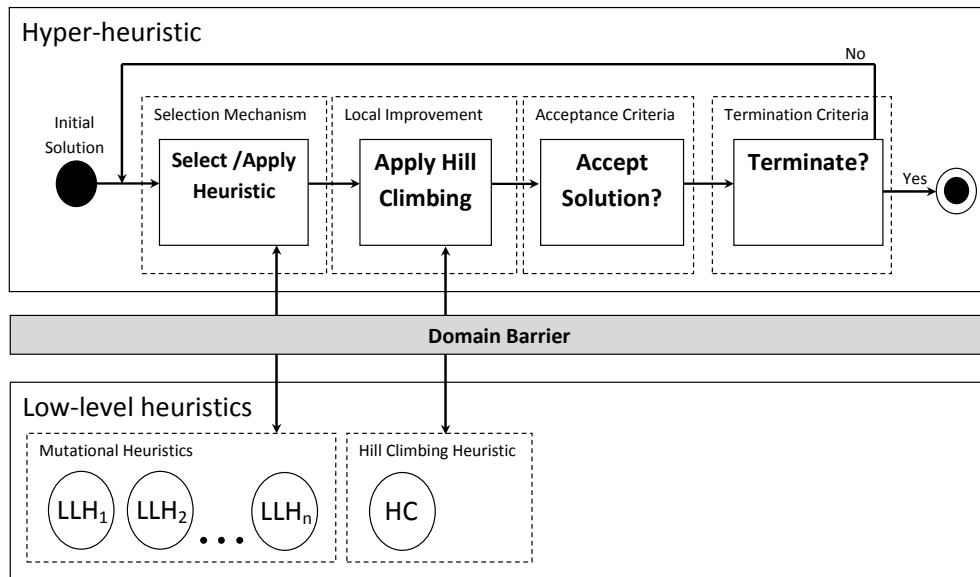 Hyper-heuristic
No
Initial
Solution
Selection Mechanism
Local Improvement
Acceptance Criteria
Termination Criteria
Select /Apply
Heuristic
Apply Hill
Climbing
Accept
Solution?
Terminate?
Yes
Domain Barrier
Low-level heuristics
Mutational Heuristics
Hill Climbing Heuristic
LLH₁
LLH₂
...
LLHₙ
HC